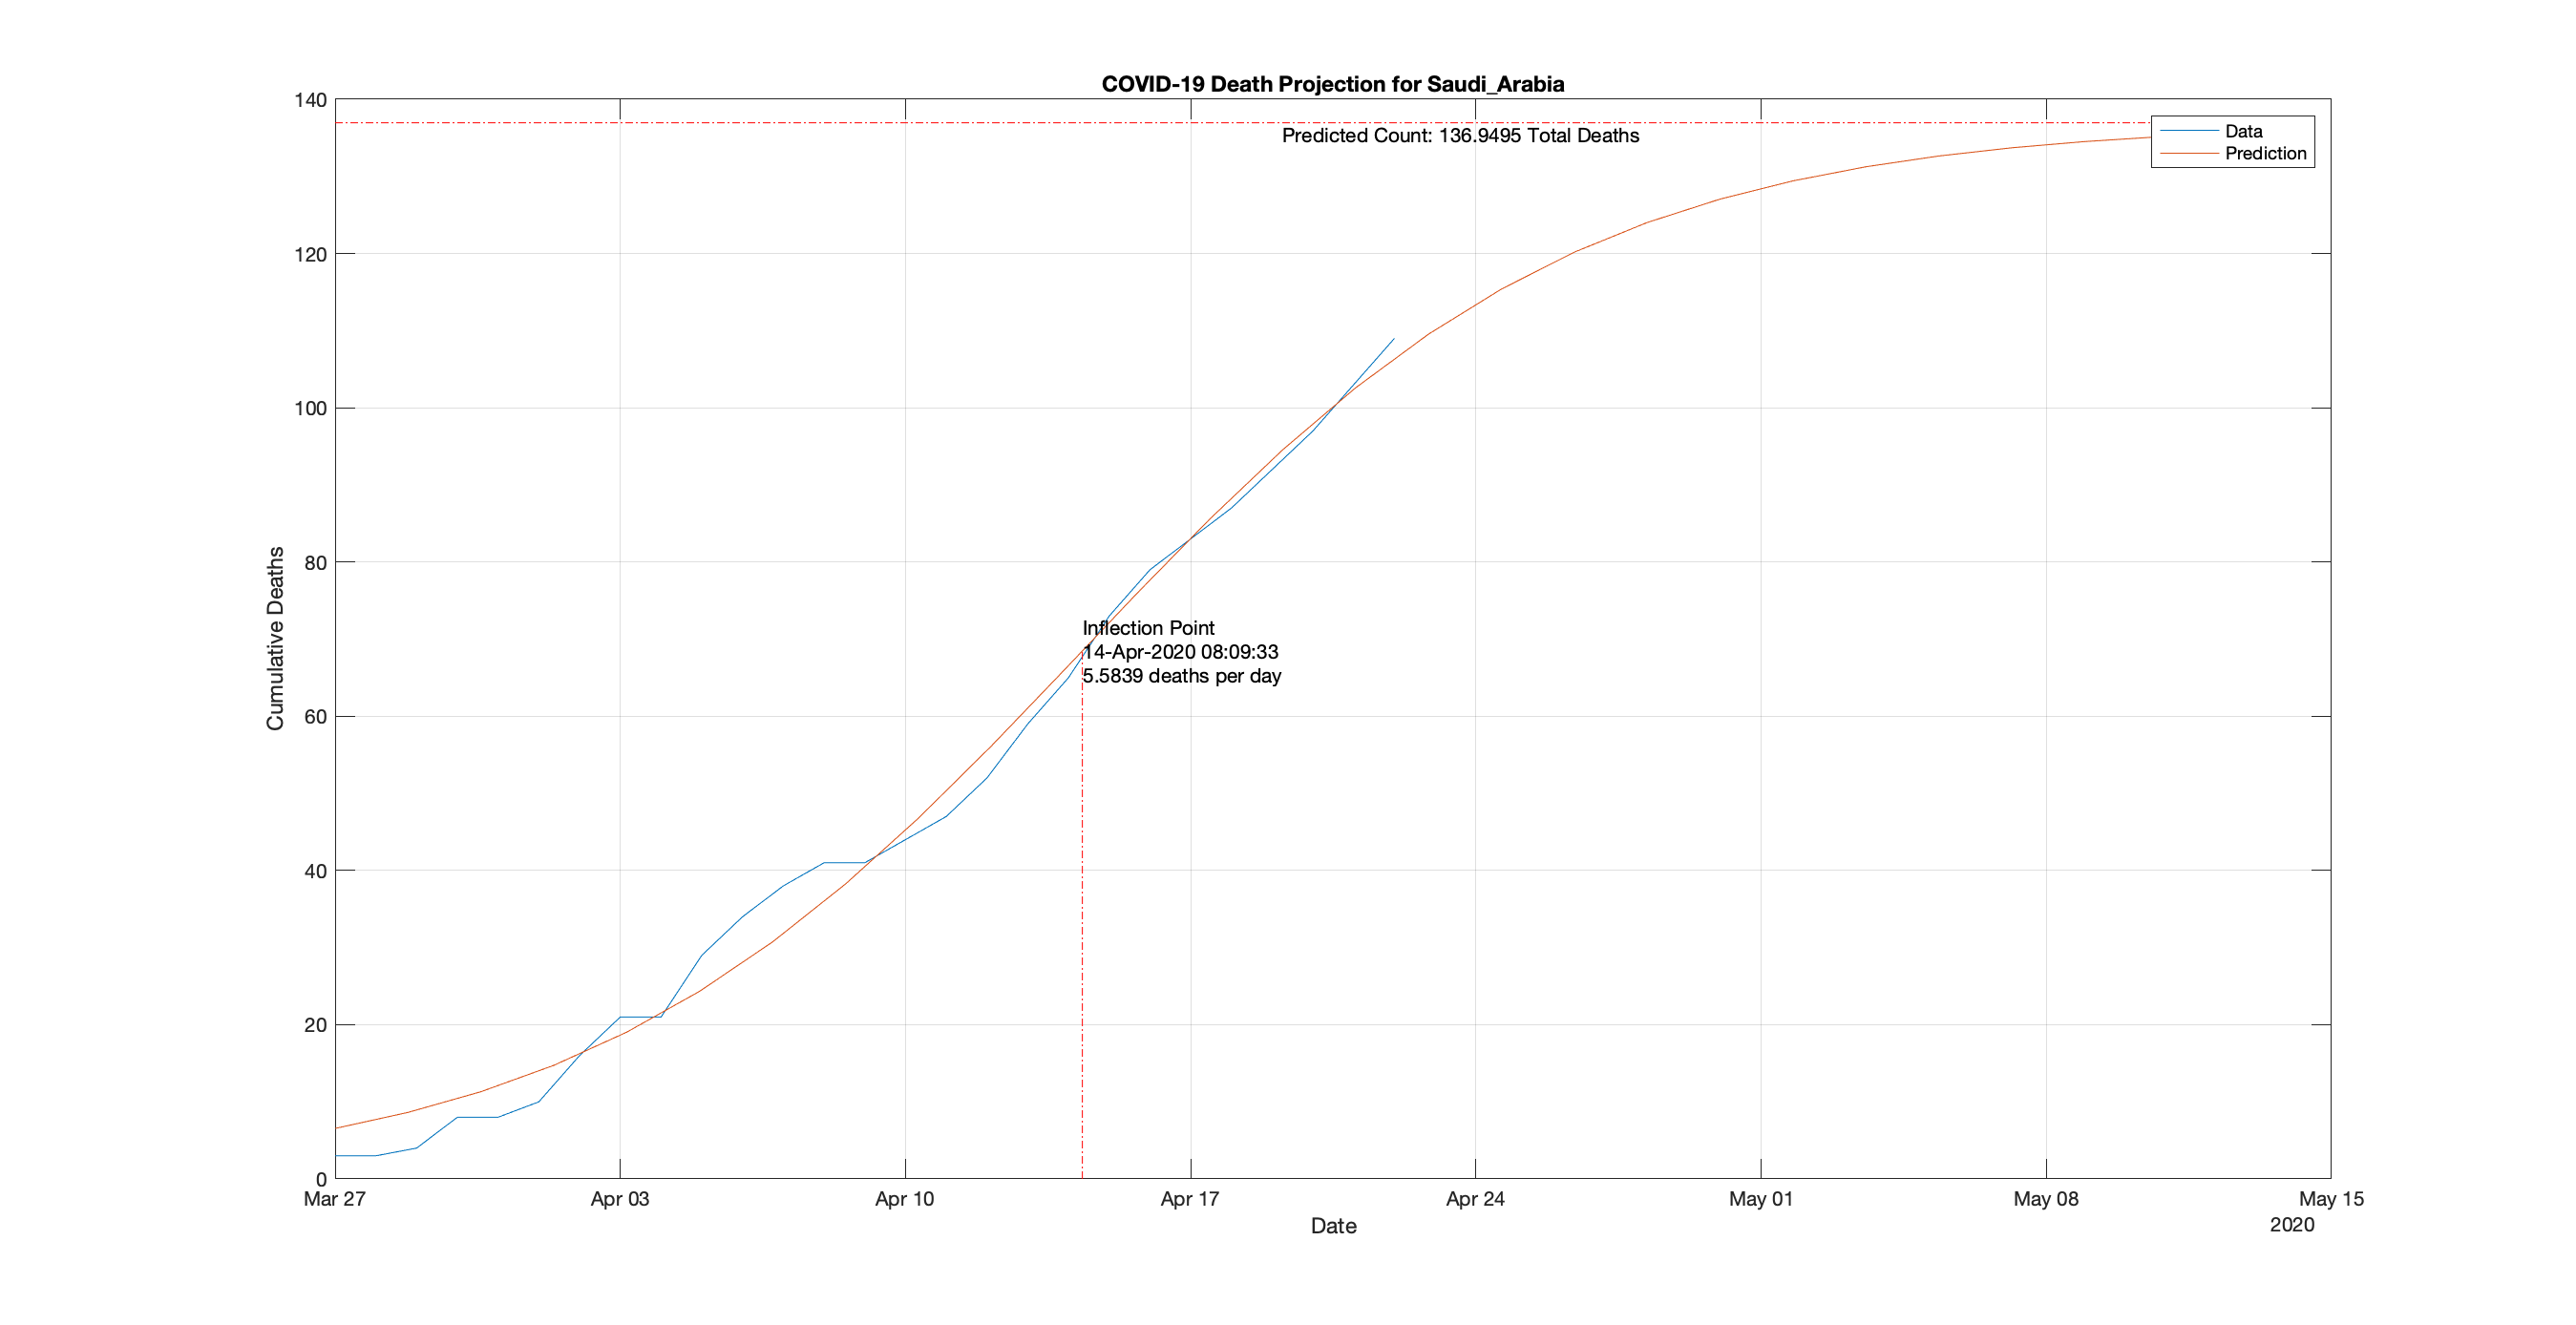 COVID-19 Death Projection for Saudi_Arabia
140
120
100
80
60
40
20
0
Cumulative Deaths
Predicted Count: 136.9495 Total Deaths
Data
Prediction
Inflection Point
14-Apr-2020 08:09:33
5.5839 deaths per day
Mar 27 Apr 03 Apr 10 Apr 17 Apr 24 May 01 May 08 May 15
2020
Date